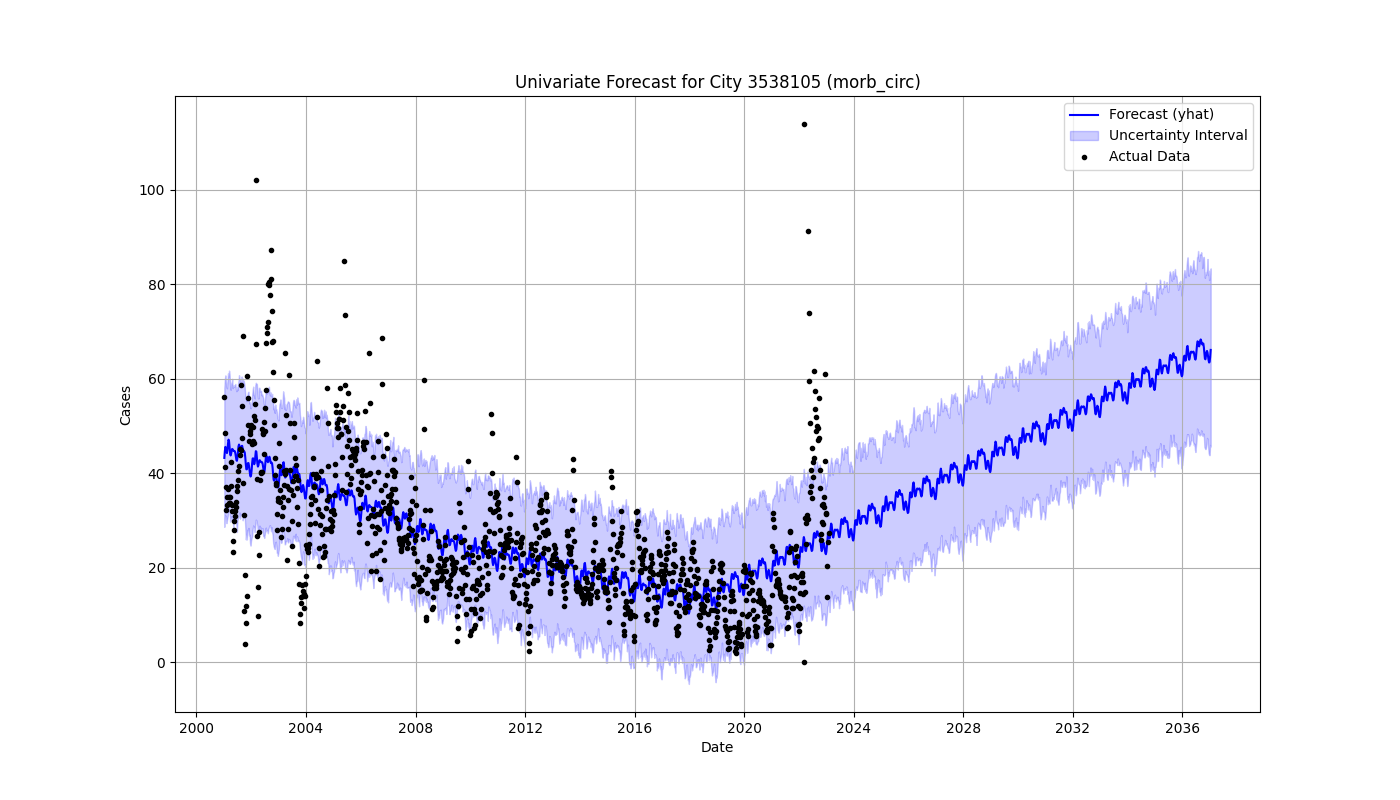 Univariate Forecast for City 3538105 (morb_circ)
Forecast (yhat)
Uncertainty Interval
Actual Data
Cases
100
80
60
40
20
0
2000 2004 2008 2012 2016 2020 2024 2028 2032 2036
Date